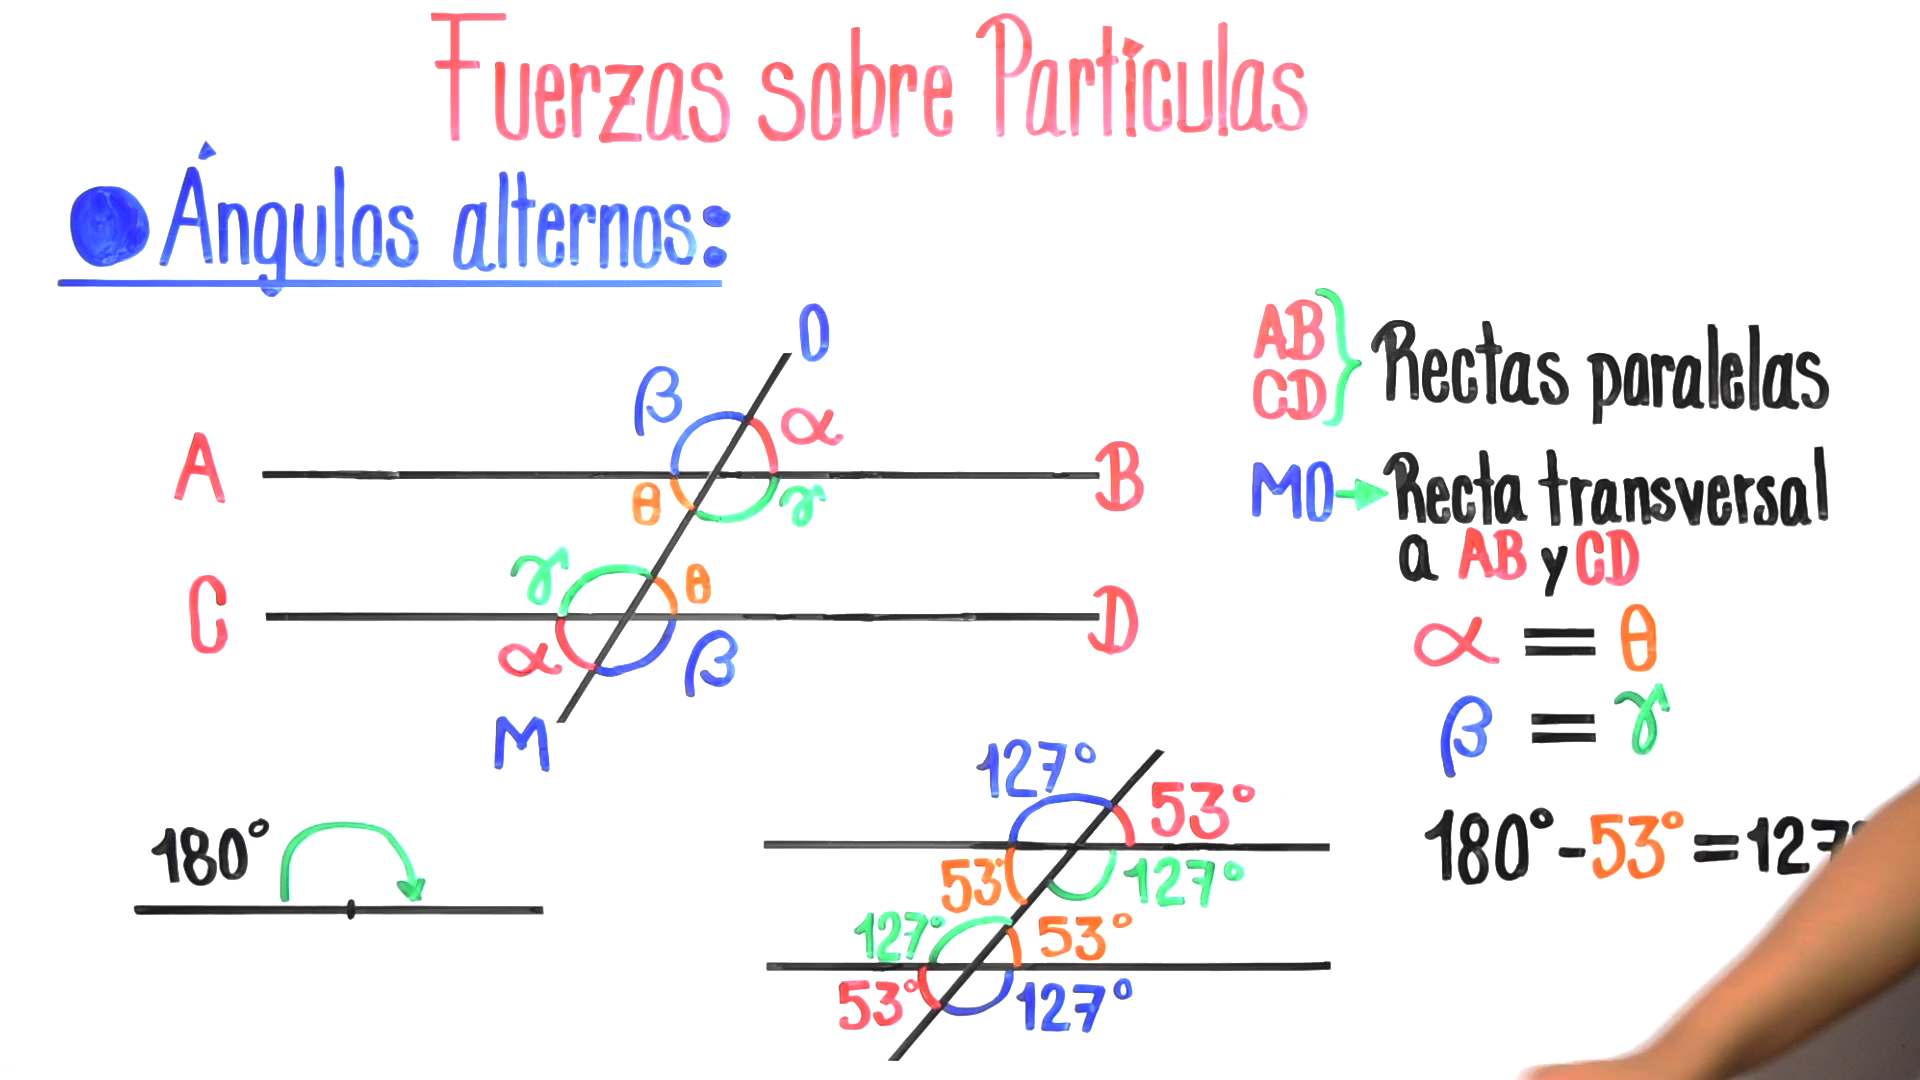 Fuerzas sobre Partículas
Ángulos alternos:
O
β α
A B
θ γ
γ θ
C D
α β
M
AB
CD } Rectas paralelas
MO → Recta transversal
a AB y CD
α = θ
β = γ
180° - 53° = 127°
180°
127° 53°
53° 127°
127° 53°
53° 127°